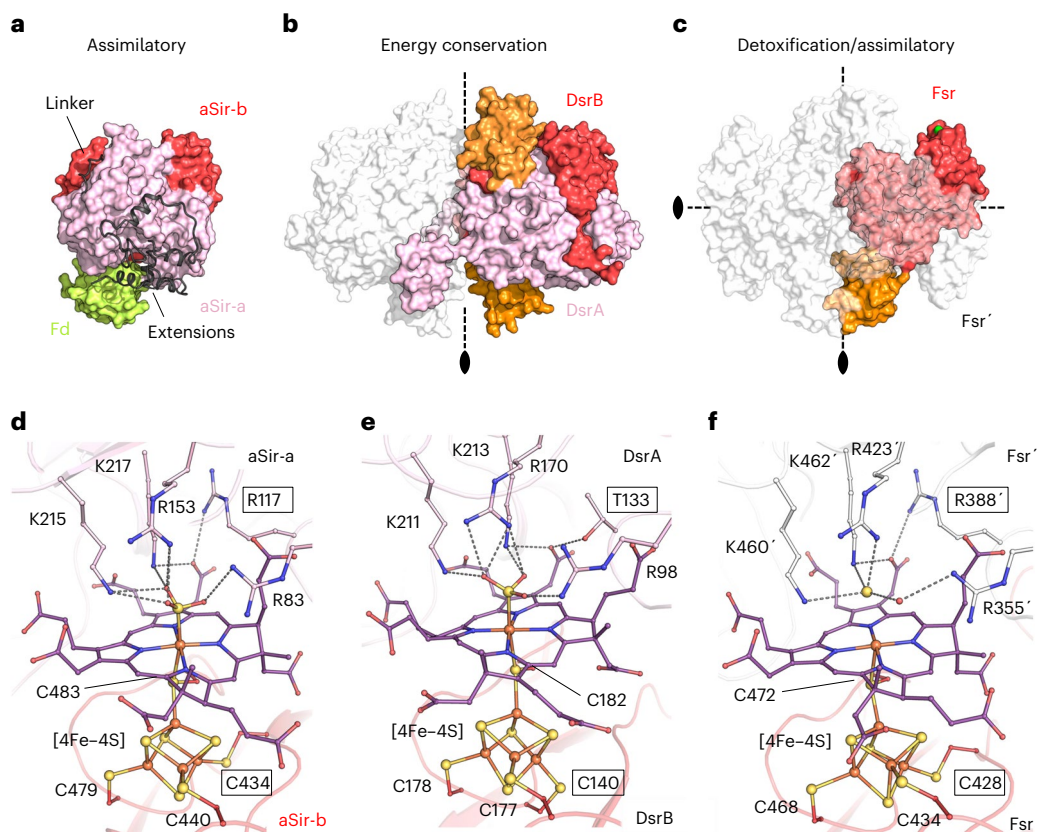 a
Assimilatory
Linker
aSir-b
aSir-a
Fd
Extensions
b
Energy conservation
DsrB
DsrA
c
Detoxification/assimilatory
Fsr
Fsr´
d
K217
aSir-a
R153
R117
K215
R83
C483
[4Fe–4S]
C434
C479
C440
aSir-b
e
K213
DsrA
R170
T133
K211
R98
C182
[4Fe–4S]
C178
C140
C177
DsrB
f
R423´
Fsr´
K462´
R388´
K460´
R355´
C472
[4Fe–4S]
C428
C468
C434
Fsr